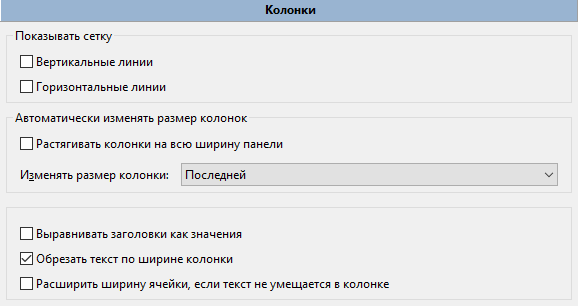 Колонки
Показывать сетку
Вертикальные линии
Горизонтальные линии
Автоматически изменять размер колонок
Растягивать колонки на всю ширину панели
Изменять размер колонки: Последней
Выравнивать заголовки как значения
Обрезать текст по ширине колонки
Расширить ширину ячейки, если текст не умещается в колонке